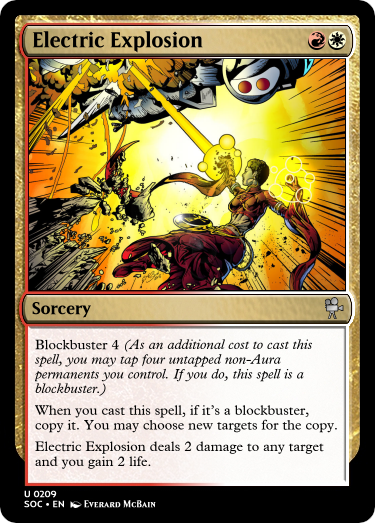 Electric Explosion
Sorcery
Blockbuster 4 (As an additional cost to cast this
spell, you may tap four untapped non-Aura
permanents you control. If you do, this spell is a
blockbuster.)
When you cast this spell, if it's a blockbuster,
copy it. You may choose new targets for the copy.
Electric Explosion deals 2 damage to any target
and you gain 2 life.
U 0209
SOC • EN Everard McBain